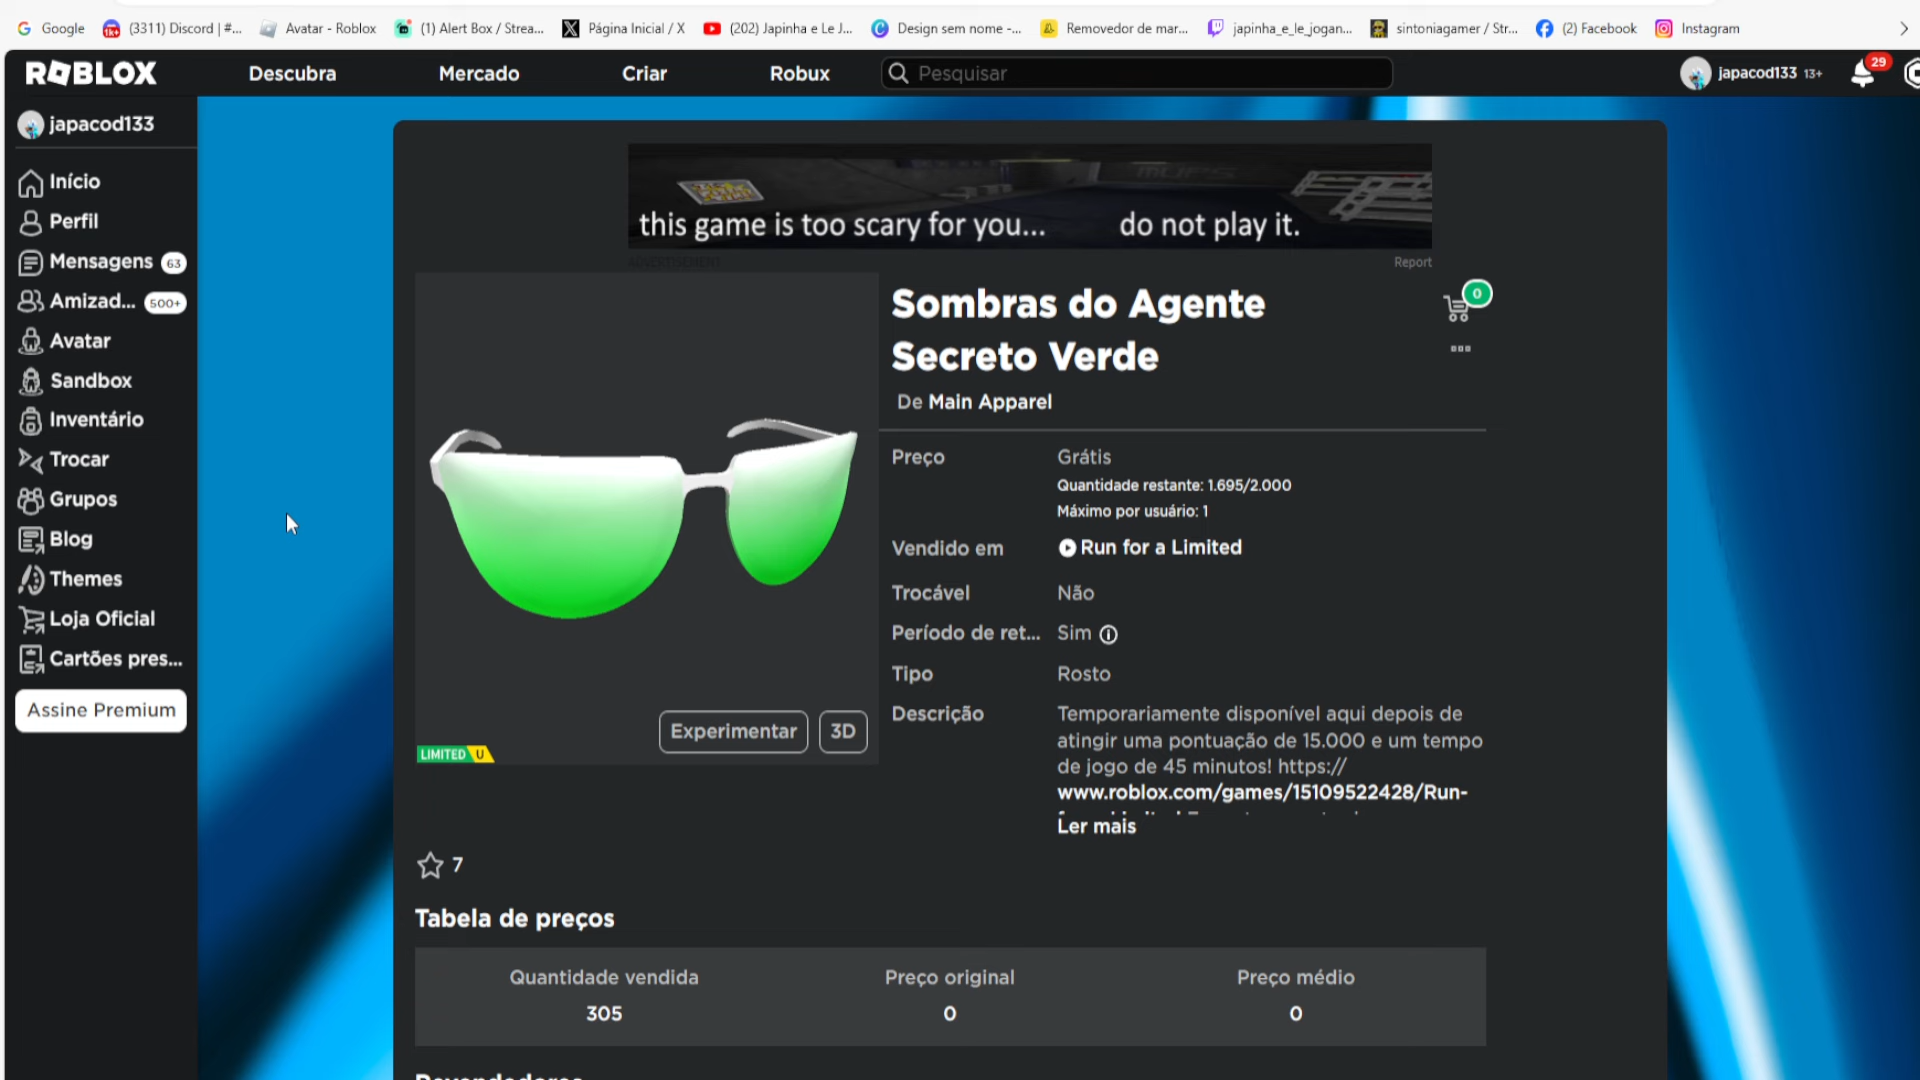 Google (3311) Discord | #... Avatar - Roblox (1) Alert Box / Strea... Página Inicial / X (202) Japinha e Le J... Design sem nome -... Removedor de mar... japinha_e_le_jogan... sintoniagamer / Str... (2) Facebook Instagram
ROBLOX Descubra Mercado Criar Robux Pesquisar japacod133 13+ 29
japacod133
Início
Perfil
Mensagens 63
Amizad... 500+
Avatar
Sandbox
Inventário
Trocar
Grupos
Blog
Themes
Loja Oficial
Cartões pres...
Assine Premium
this game is too scary for you... do not play it.
ADVERTISEMENT Report
Sombras do Agente
Secreto Verde
0
De Main Apparel
Preço Grátis
Quantidade restante: 1.695/2.000
Máximo por usuário: 1
Vendido em Run for a Limited
Trocável Não
Período de ret... Sim
Tipo Rosto
Descrição Temporariamente disponível aqui depois de
atingir uma pontuação de 15.000 e um tempo
de jogo de 45 minutos! https://
www.roblox.com/games/15109522428/Run-
Ler mais
Experimentar 3D
LIMITED U
7
Tabela de preços
Quantidade vendida Preço original Preço médio
305 0 0
Revendedores